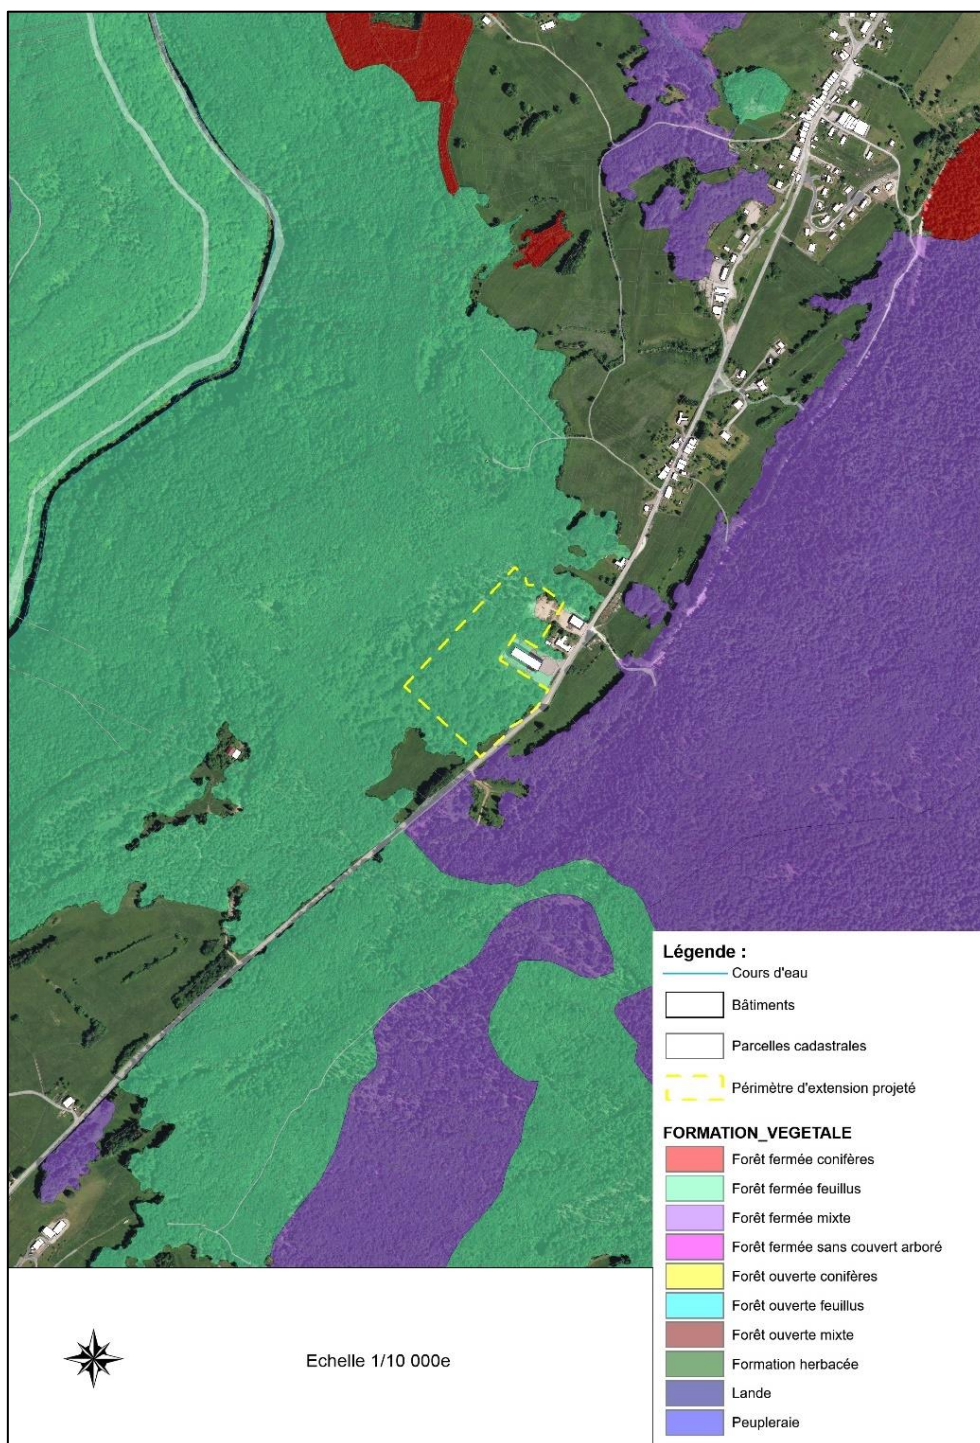 Légende :
Cours d'eau
Bâtiments
Parcelles cadastrales
Périmètre d'extension projeté
FORMATION_VEGETALE
Forêt fermée conifères
Forêt fermée feuillus
Forêt fermée mixte
Forêt fermée sans couvert arboré
Forêt ouverte conifères
Forêt ouverte feuillus
Forêt ouverte mixte
Formation herbacée
Lande
Peupleraie
Echelle 1/10 000e